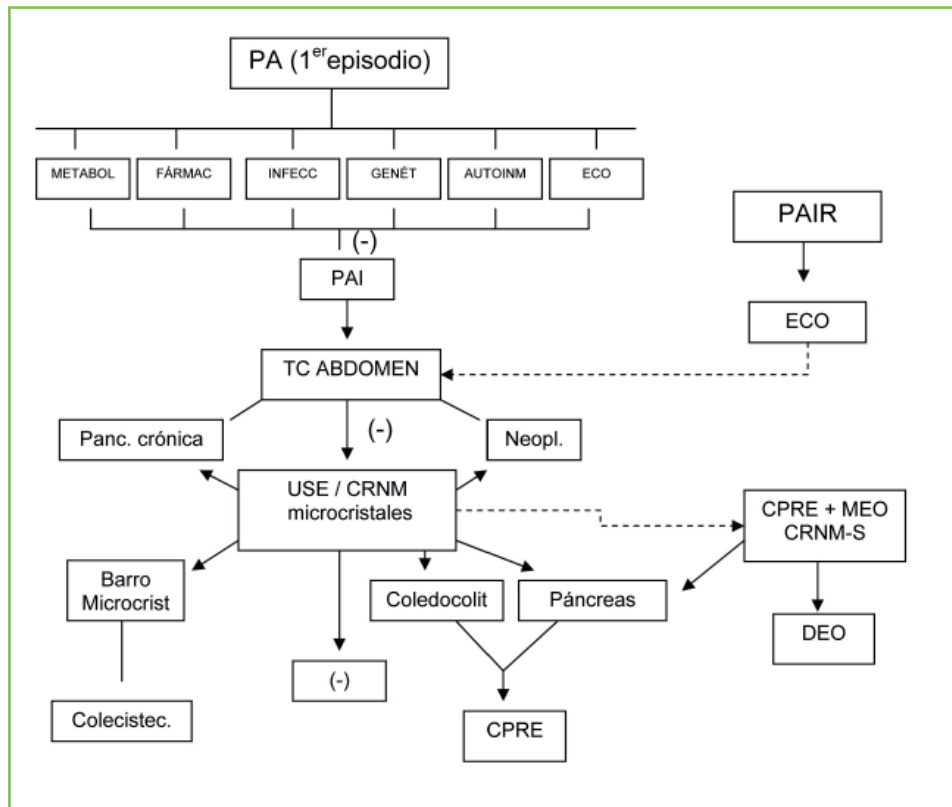 PA (1er episodio)
METABOL
FÁRMAC
INFECC
GENÉT
AUTOINM
ECO
(-)
PAI
PAIR
ECO
TC ABDOMEN
(-)
Panc. crónica
Neopl.
USE / CRNM
microcristales
CPRE + MEO
CRNM-S
Barro
Microcrist
Coledocolit
Páncreas
DEO
(-)
Colecistec.
CPRE